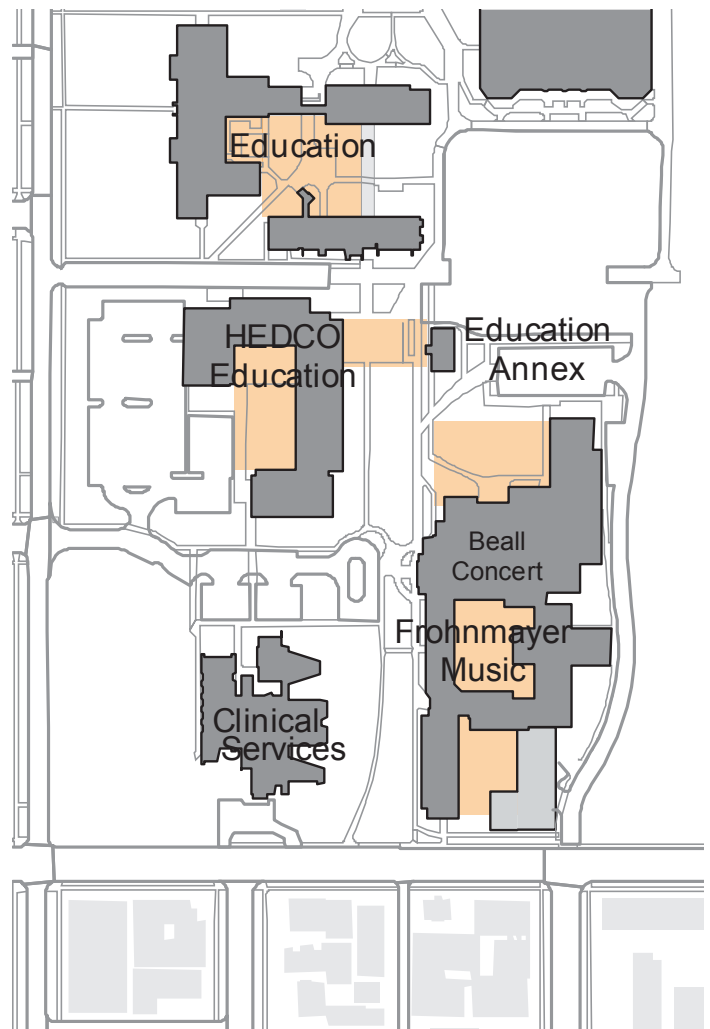 Education
HEDCO
Education
Education
Annex
Beall
Concert
Frohnmayer
Music
Clinical
Services